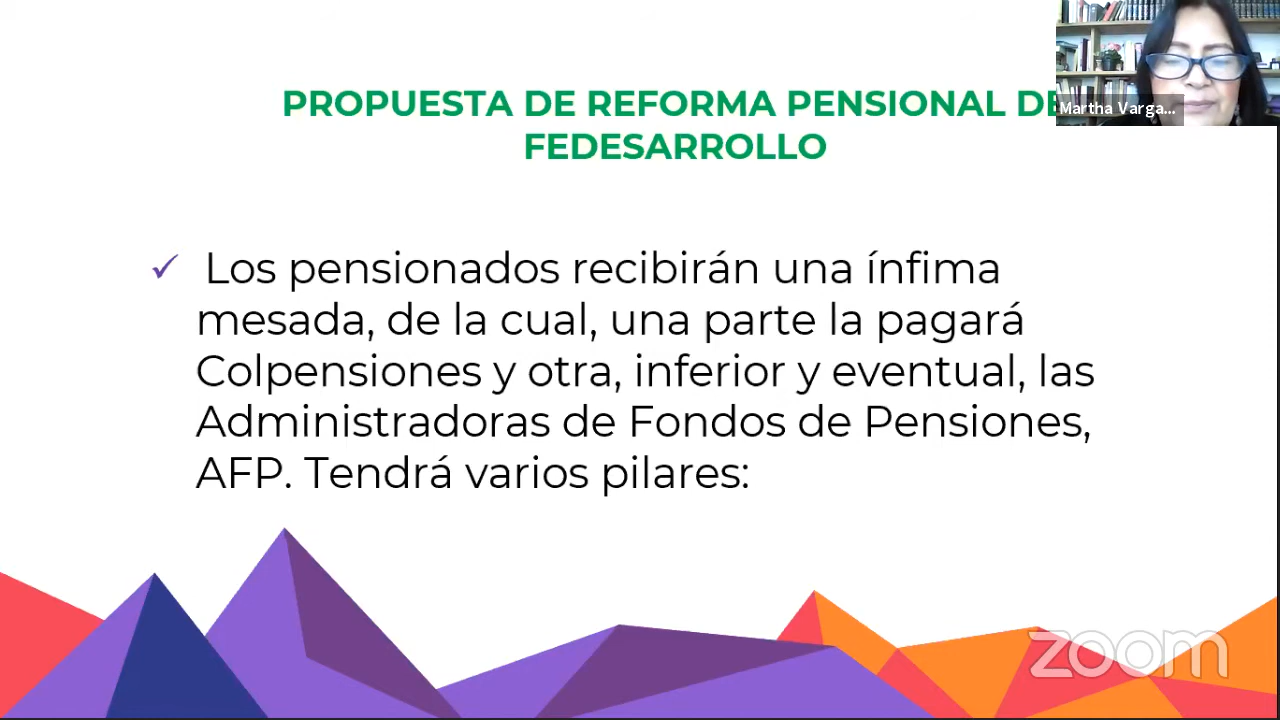 PROPUESTA DE REFORMA PENSIONAL DE
FEDESARROLLO
Martha Varga...
✓ Los pensionados recibirán una ínfima
mesada, de la cual, una parte la pagará
Colpensiones y otra, inferior y eventual, las
Administradoras de Fondos de Pensiones,
AFP. Tendrá varios pilares:
zoom